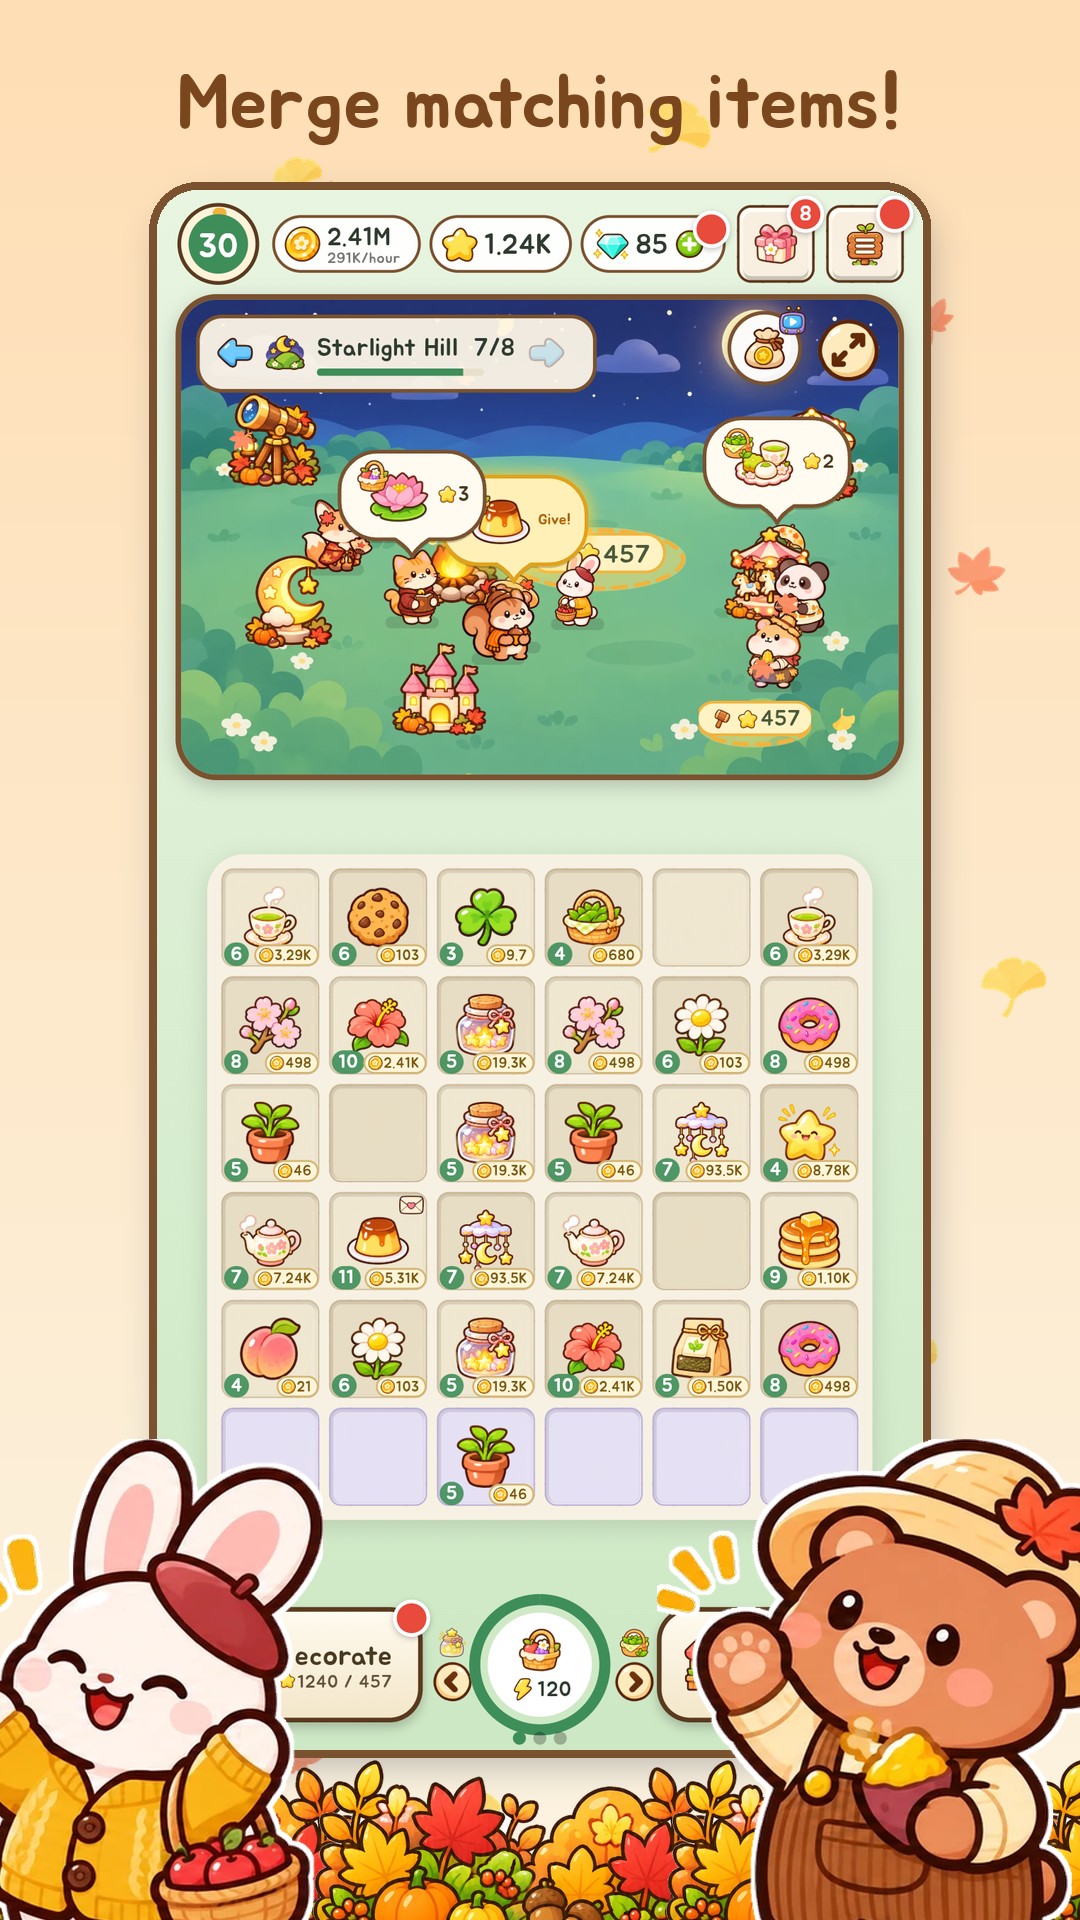 Merge matching items!
30
2.41M
291K/hour
1.24K
85
8
Starlight Hill 7/8
2
3
Give!
457
457
6 3.29K
6 103
3 9.7
4 680
6 3.29K
8 498
10 2.41K
5 19.3K
8 498
6 103
8 498
5 46
5 19.3K
5 46
7 93.5K
4 8.78K
7 7.24K
11 5.31K
7 93.5K
7 7.24K
9 1.10K
4 21
6 103
5 19.3K
10 2.41K
5 1.50K
8 498
5 46
ecorate
1240 / 457
120